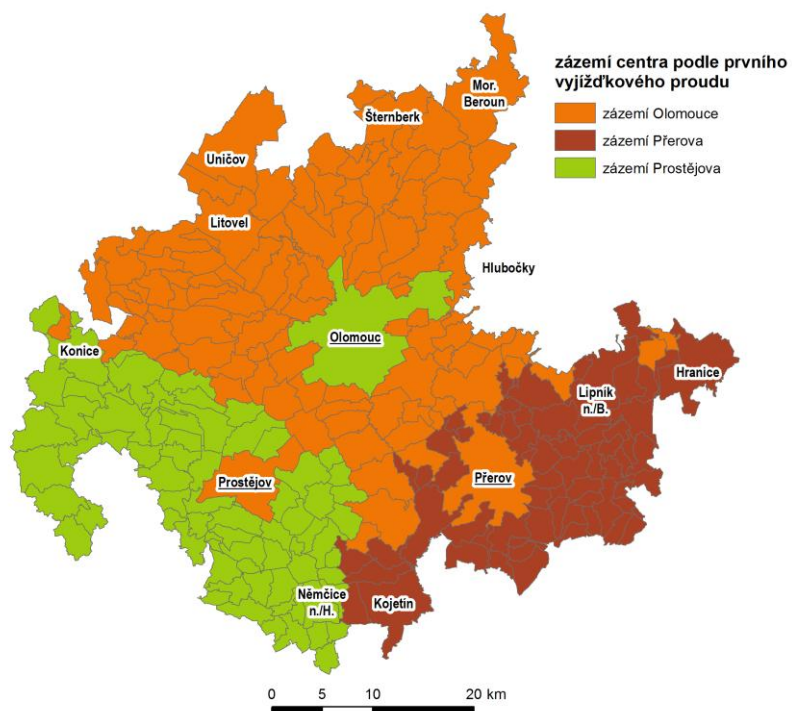 zázemí centra podle prvního
vyjížďkového proudu
zázemí Olomouce
zázemí Přerova
zázemí Prostějova
Mor.
Beroun
Šternberk
Uničov
Litovel
Hlubočky
Olomouc
Konice
Hranice
Lipník
n./B.
Prostějov
Přerov
Němčice
n./H.
Kojetín
0 5 10 20 km